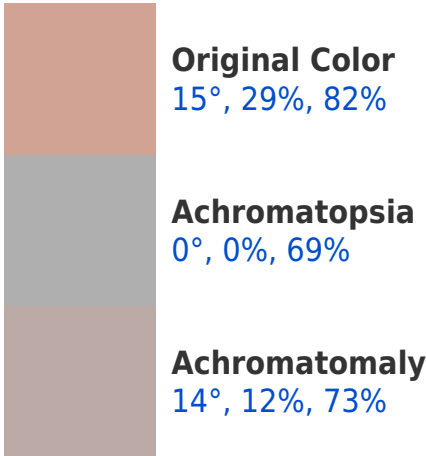 Original Color
15°, 29%, 82%
Achromatopsia
0°, 0%, 69%
Achromatomaly
14°, 12%, 73%